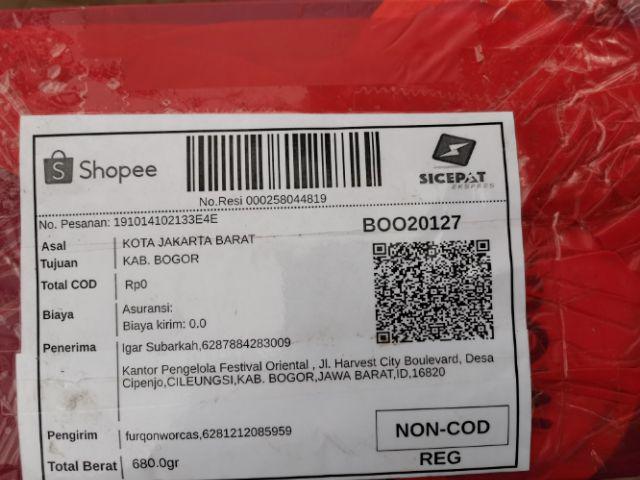 Shopee
SICEPAT
EKSPRES
No.Resi 000258044819
No. Pesanan: 191014102133E4E
BOO20127
Asal KOTA JAKARTA BARAT
Tujuan KAB. BOGOR
Total COD Rp0
Biaya Asuransi:
Biaya kirim: 0.0
Penerima Igar Subarkah,6287884283009
Kantor Pengelola Festival Oriental , Jl. Harvest City Boulevard, Desa
Cipenjo,CILEUNGSI,KAB. BOGOR,JAWA BARAT,ID,16820
Pengirim furqonworcas,6281212085959
NON-COD
Total Berat 680.0gr
REG